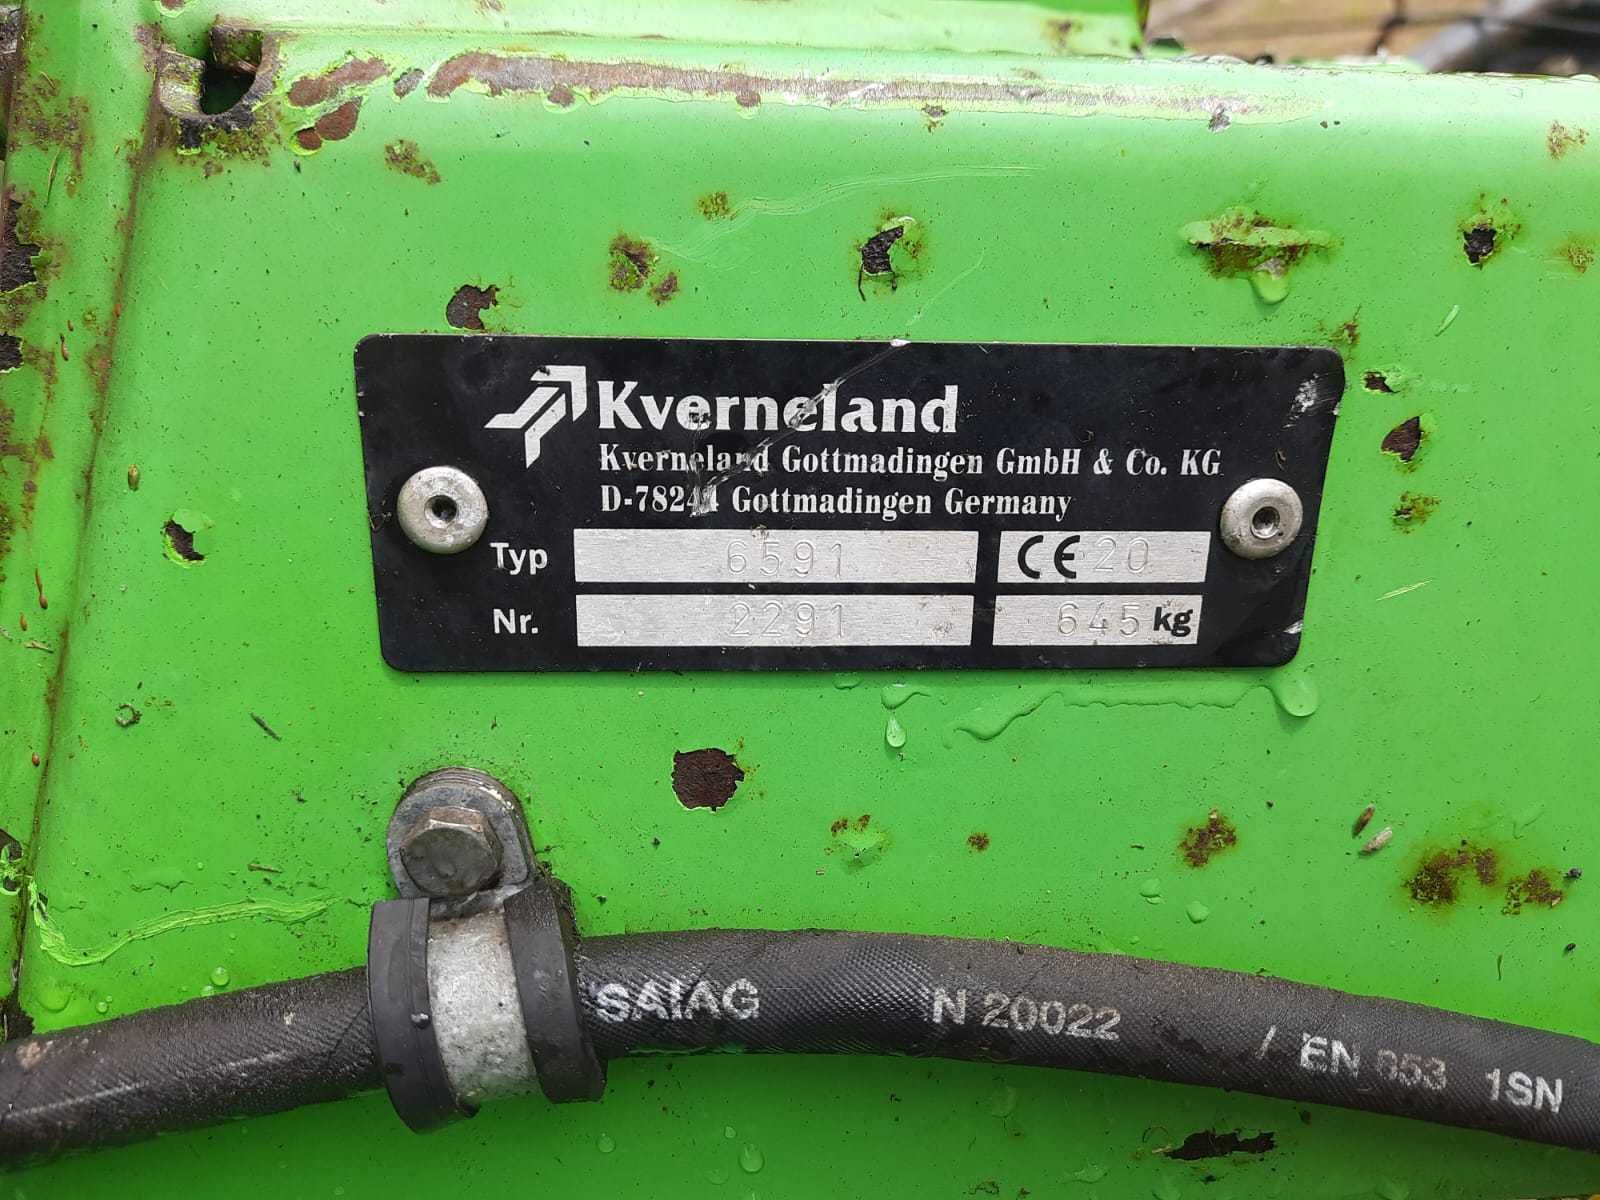 Kverneland
Kverneland Gottmadingen GmbH & Co. KG
D-78244 Gottmadingen Germany
Typ 6591 CE 20
Nr. 2291 645 kg
SAIAG N 20022 / EN 853 1SN